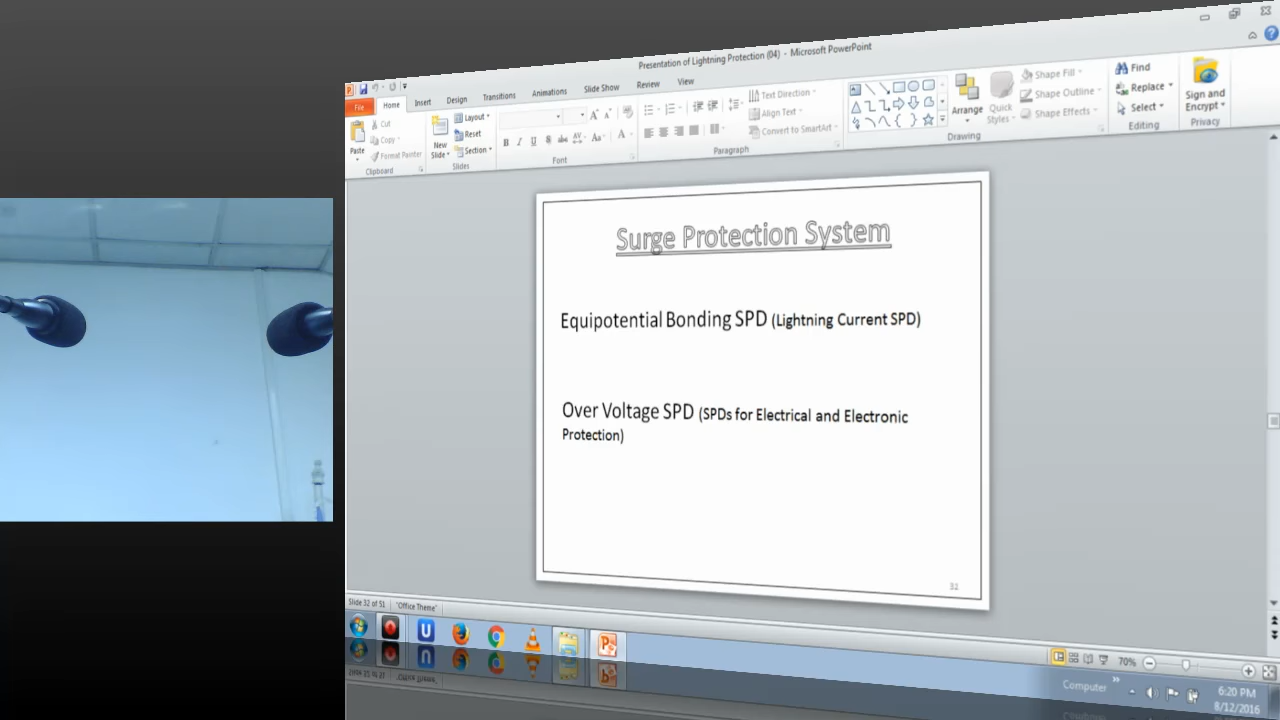 Presentation of Lightning Protection (04) - Microsoft PowerPoint
File Home Insert Design Transitions Animations Slide Show Review View
Paste
Cut
Copy
Format Painter
Clipboard
New
Slide
Layout
Reset
Section
Slides
Font
Text Direction
Align Text
Convert to SmartArt
Paragraph
Arrange
Quick
Styles
Shape Fill
Shape Outline
Shape Effects
Drawing
Find
Replace
Select
Editing
Sign and
Encrypt
Privacy
Surge Protection System
Equipotential Bonding SPD (Lightning Current SPD)
Over Voltage SPD (SPDs for Electrical and Electronic
Protection)
32
Slide 32 of 51 "Office Theme"
70%
Computer
6:20 PM
8/12/2016